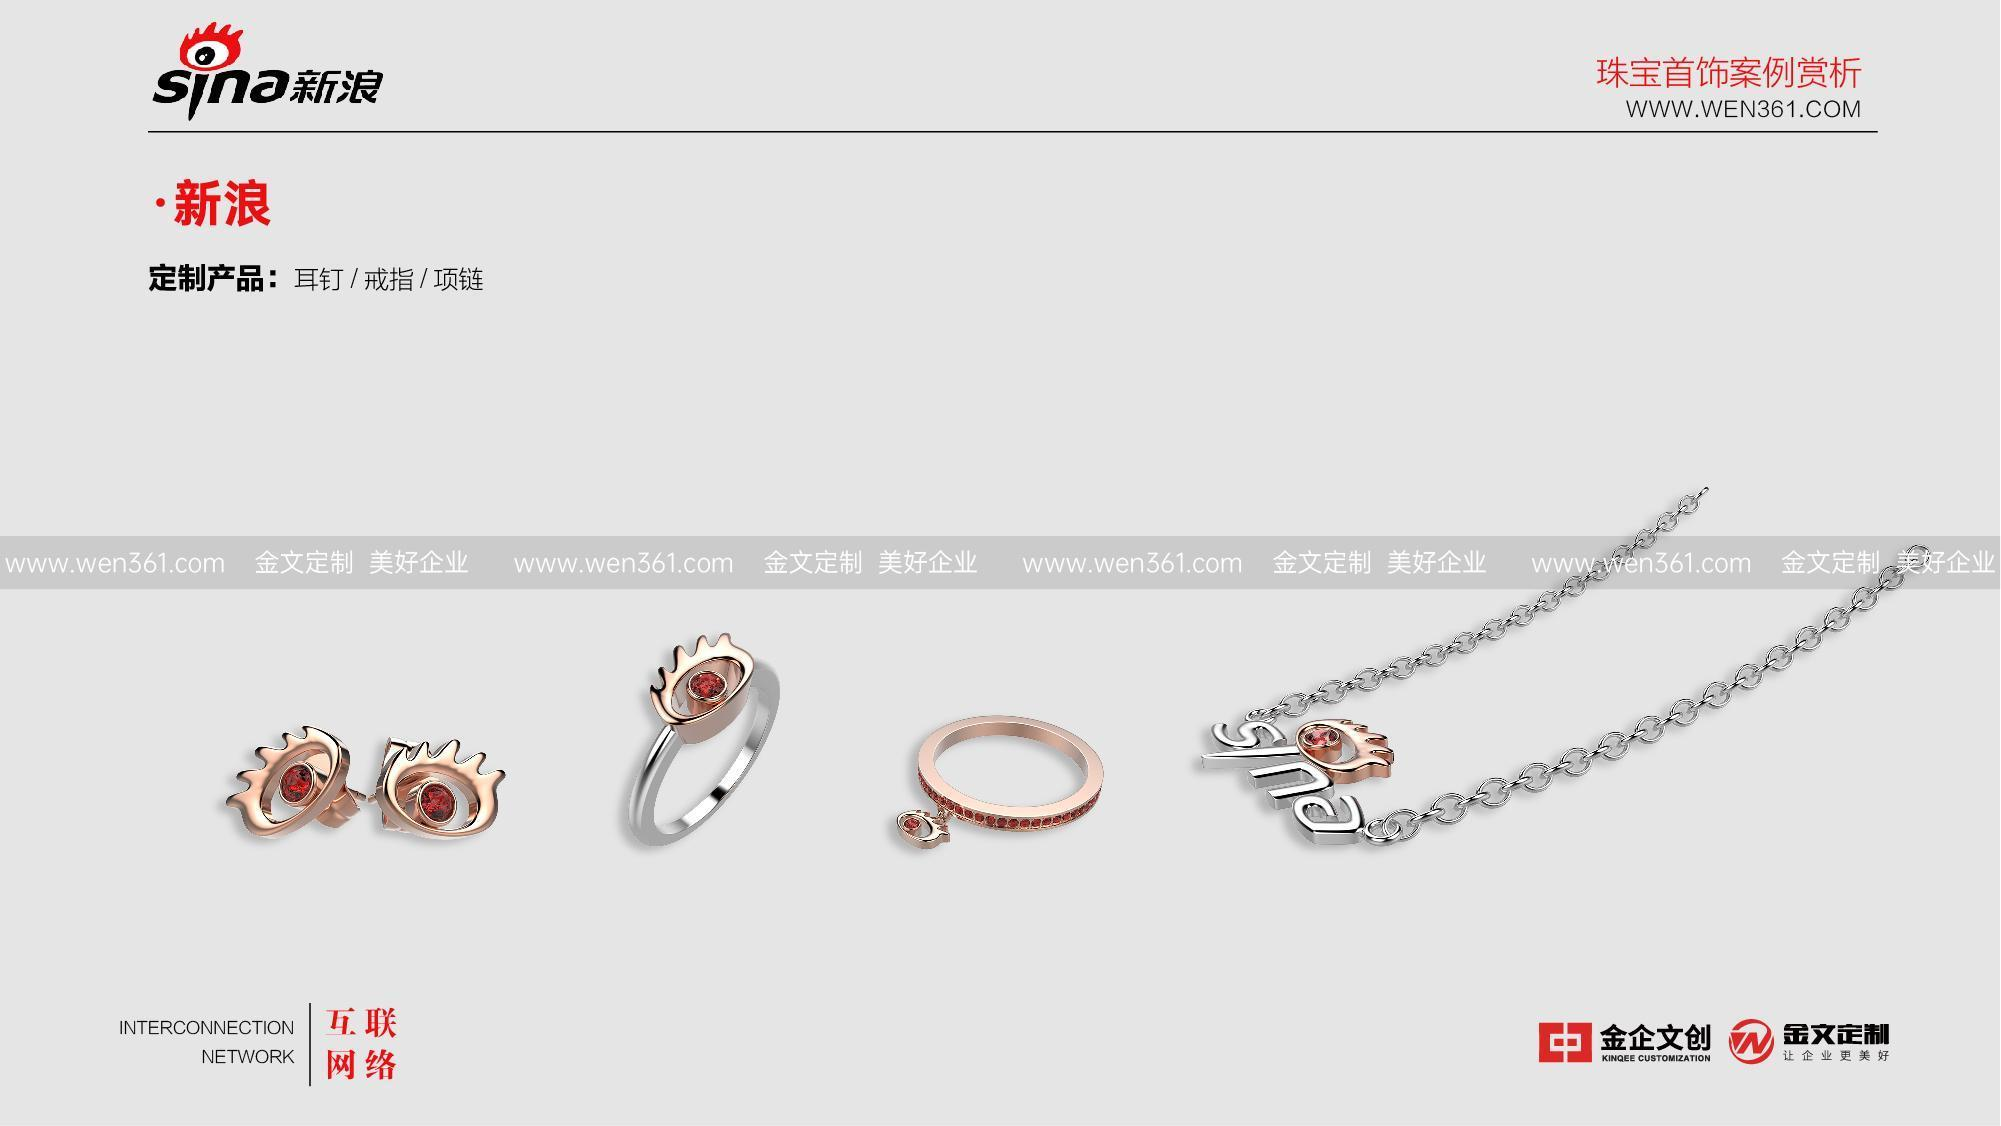 sina新浪
珠宝首饰案例赏析
WWW.WEN361.COM
·新浪
定制产品：耳钉 / 戒指 / 项链
www.wen361.com 金文定制 美好企业 www.wen361.com 金文定制 美好企业 www.wen361.com 金文定制 美好企业 www.wen361.com 金文定制 美好企业
sina
INTERCONNECTION
NETWORK
互联
网络
金企文创
KINQEE CUSTOMIZATION
金文定制
让企业更美好